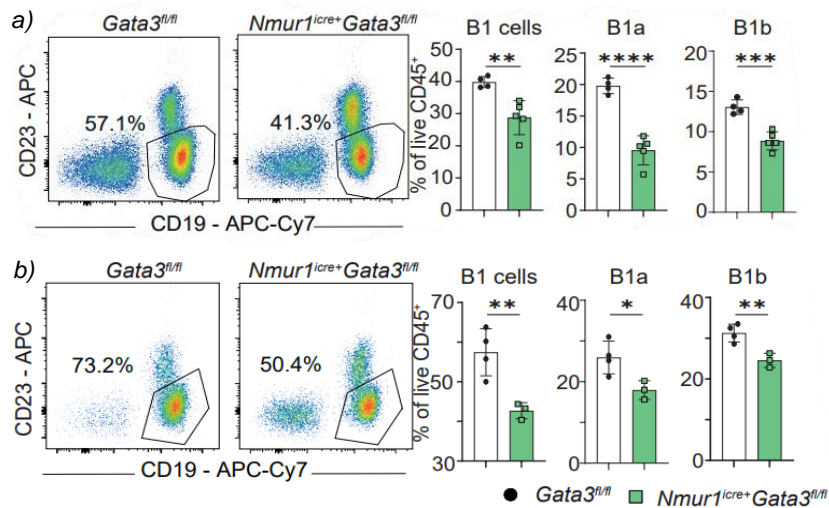 a)
Gata3fl/fl
Nmur1icre+Gata3fl/fl
CD23 - APC
57.1%
41.3%
CD19 - APC-Cy7
B1 cells
B1a
B1b
% of live CD45+
50
40
30
20
10
0
**
25
20
15
10
5
0
****
20
15
10
5
0
***
b)
Gata3fl/fl
Nmur1icre+Gata3fl/fl
CD23 - APC
73.2%
50.4%
CD19 - APC-Cy7
B1 cells
B1a
B1b
% of live CD45+
70
50
30
**
40
20
0
*
40
30
20
10
0
**
Gata3fl/fl
Nmur1icre+Gata3fl/fl